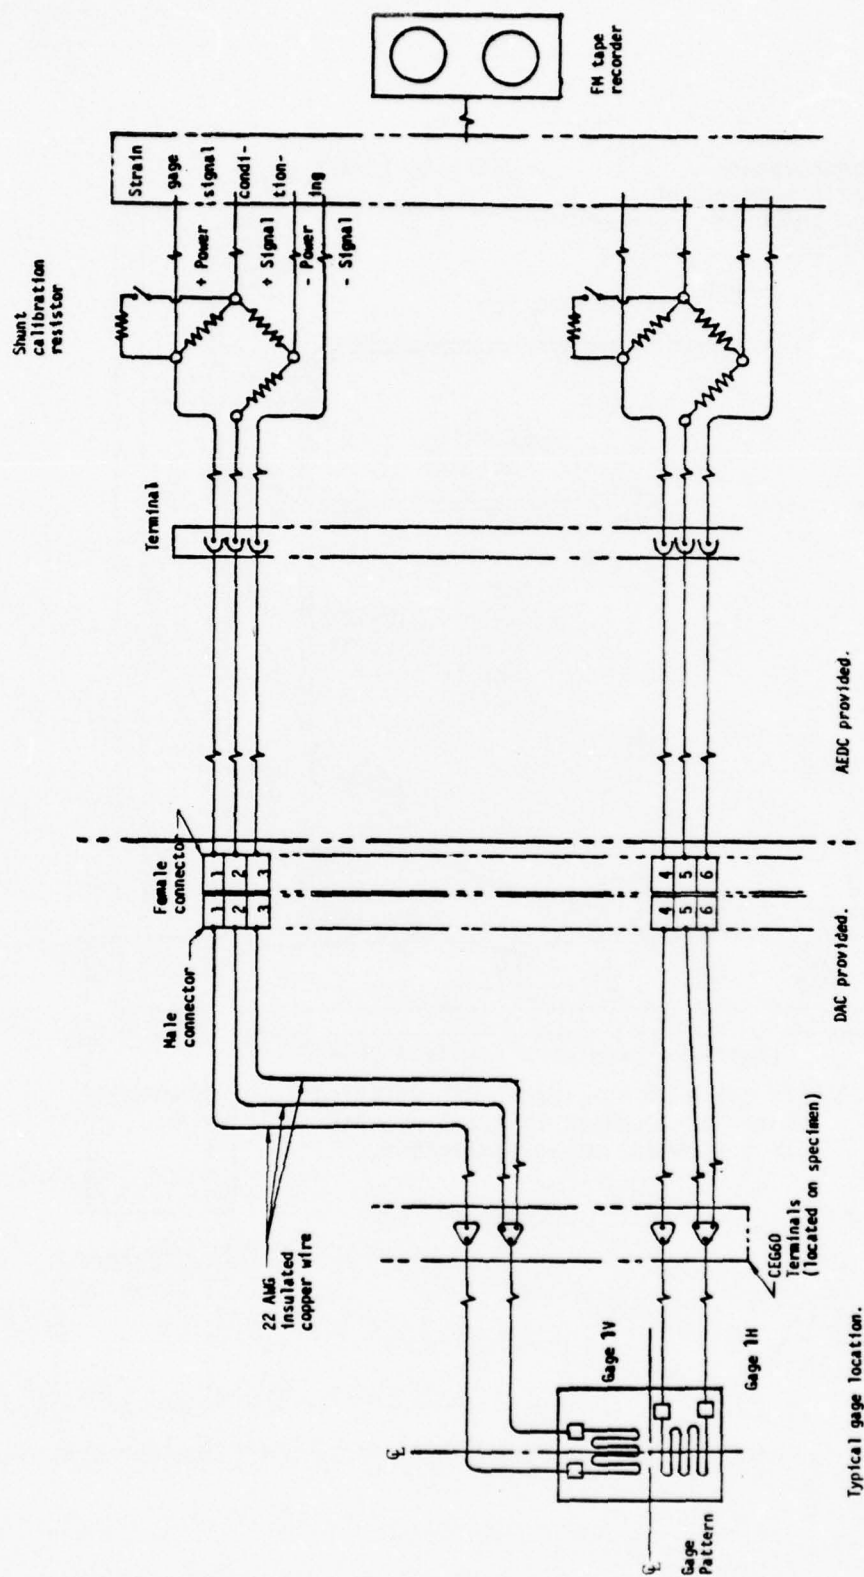 FM tape
recorder
Strain
gage
signal
condi-
tion-
ing
+ Power
+ Signal
- Power
- Signal
Shunt
calibration
resistor
Terminal
AEDC provided.
Female
connector
1
2
3
1
2
3
4
5
6
4
5
6
Male
connector
DAC provided.
22 AWG
insulated
copper wire
CEG60
Terminals
(located on specimen)
Gage 1V
Gage 1H
℄
℄
Gage
Pattern
Typical gage location.